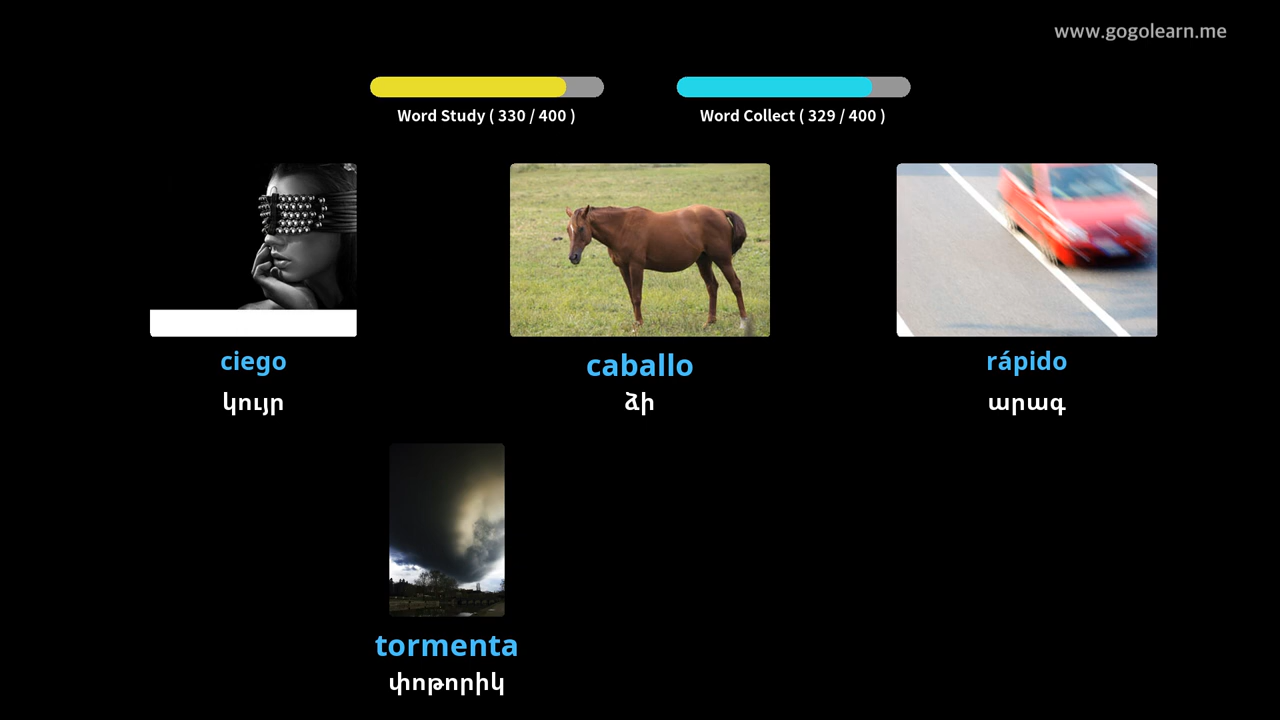 www.gogolearn.me
Word Study ( 330 / 400 )
Word Collect ( 329 / 400 )
ciego
caballo
rápido
կույր
ձի
արագ
tormenta
փոթորիկ